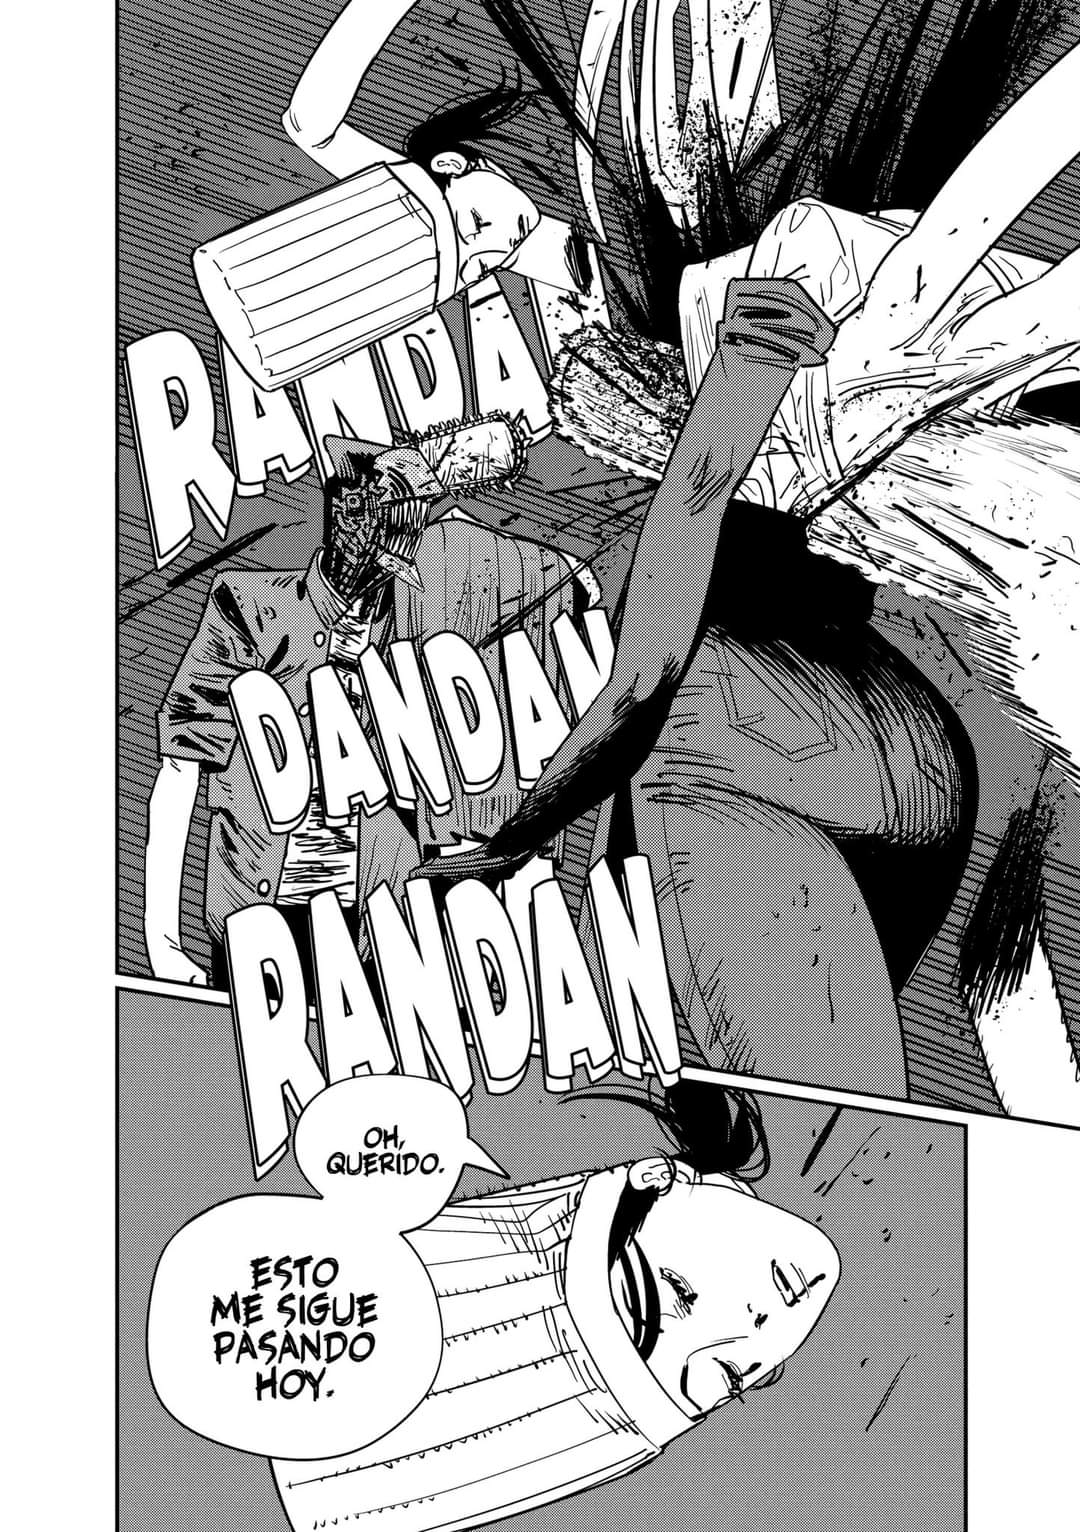 RANDA
DANDAN
RANDAN
OH,
QUERIDO.
ESTO
ME SIGUE
PASANDO
HOY.